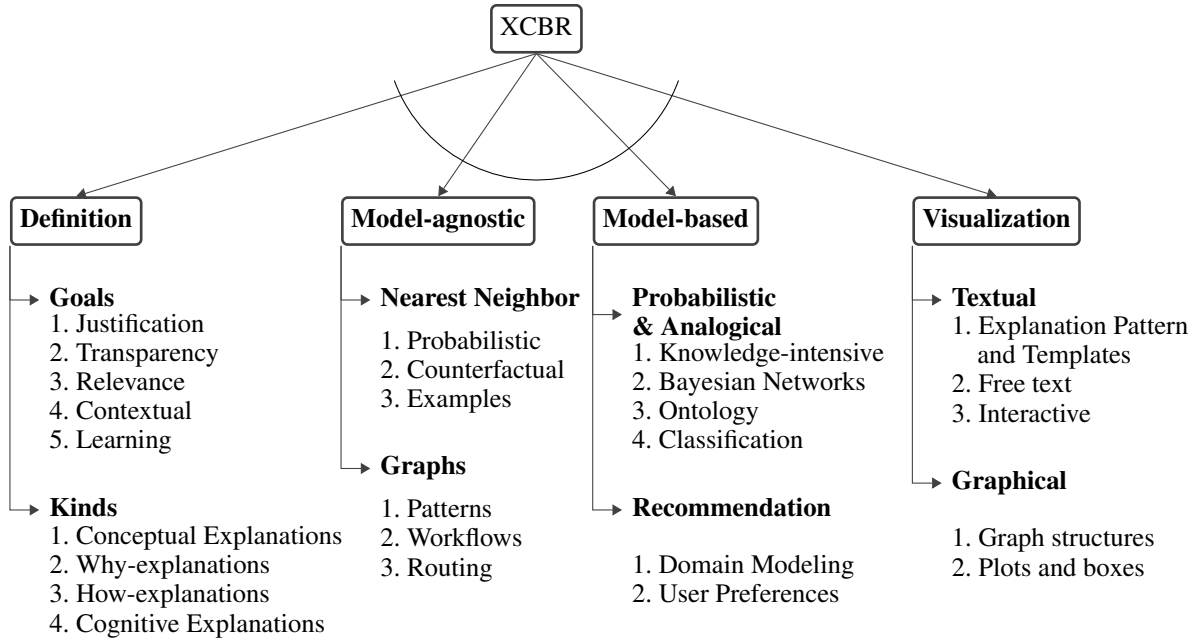 XCBR
Definition
Goals
1. Justification
2. Transparency
3. Relevance
4. Contextual
5. Learning
Kinds
1. Conceptual Explanations
2. Why-explanations
3. How-explanations
4. Cognitive Explanations
Model-agnostic
Nearest Neighbor
1. Probabilistic
2. Counterfactual
3. Examples
Graphs
1. Patterns
2. Workflows
3. Routing
Model-based
Probabilistic
& Analogical
1. Knowledge-intensive
2. Bayesian Networks
3. Ontology
4. Classification
Recommendation
1. Domain Modeling
2. User Preferences
Visualization
Textual
1. Explanation Pattern
and Templates
2. Free text
3. Interactive
Graphical
1. Graph structures
2. Plots and boxes